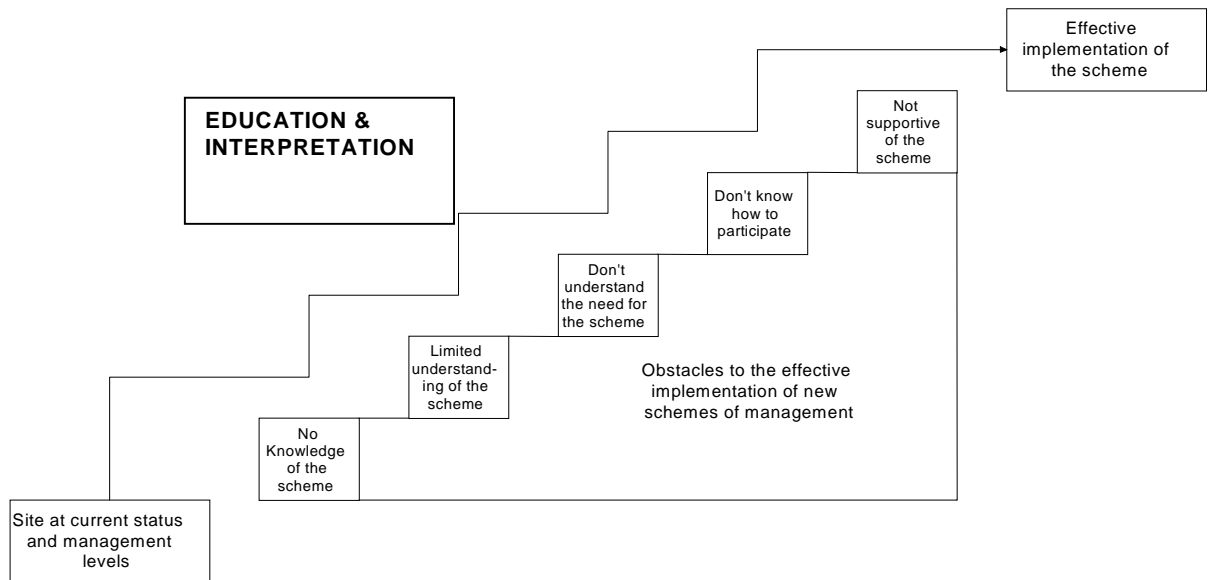 Effective
implementation of
the scheme
EDUCATION &
INTERPRETATION
Not
supportive
of the
scheme
Don't know
how to
participate
Don't
understand
the need for
the scheme
Limited
understand-
ing of the
scheme
Obstacles to the effective
implementation of new
schemes of management
No
Knowledge
of the
scheme
Site at current status
and management
levels